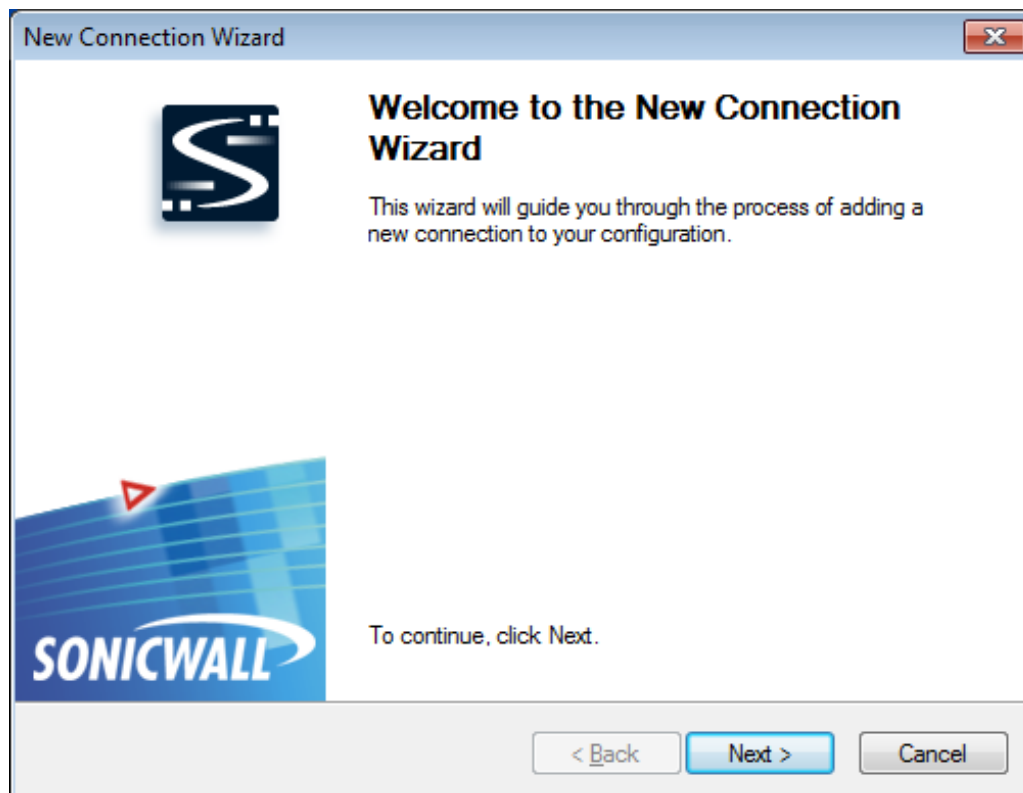 New Connection Wizard
Welcome to the New Connection
Wizard
This wizard will guide you through the process of adding a
new connection to your configuration.
SONICWALL
To continue, click Next.
< Back
Next >
Cancel